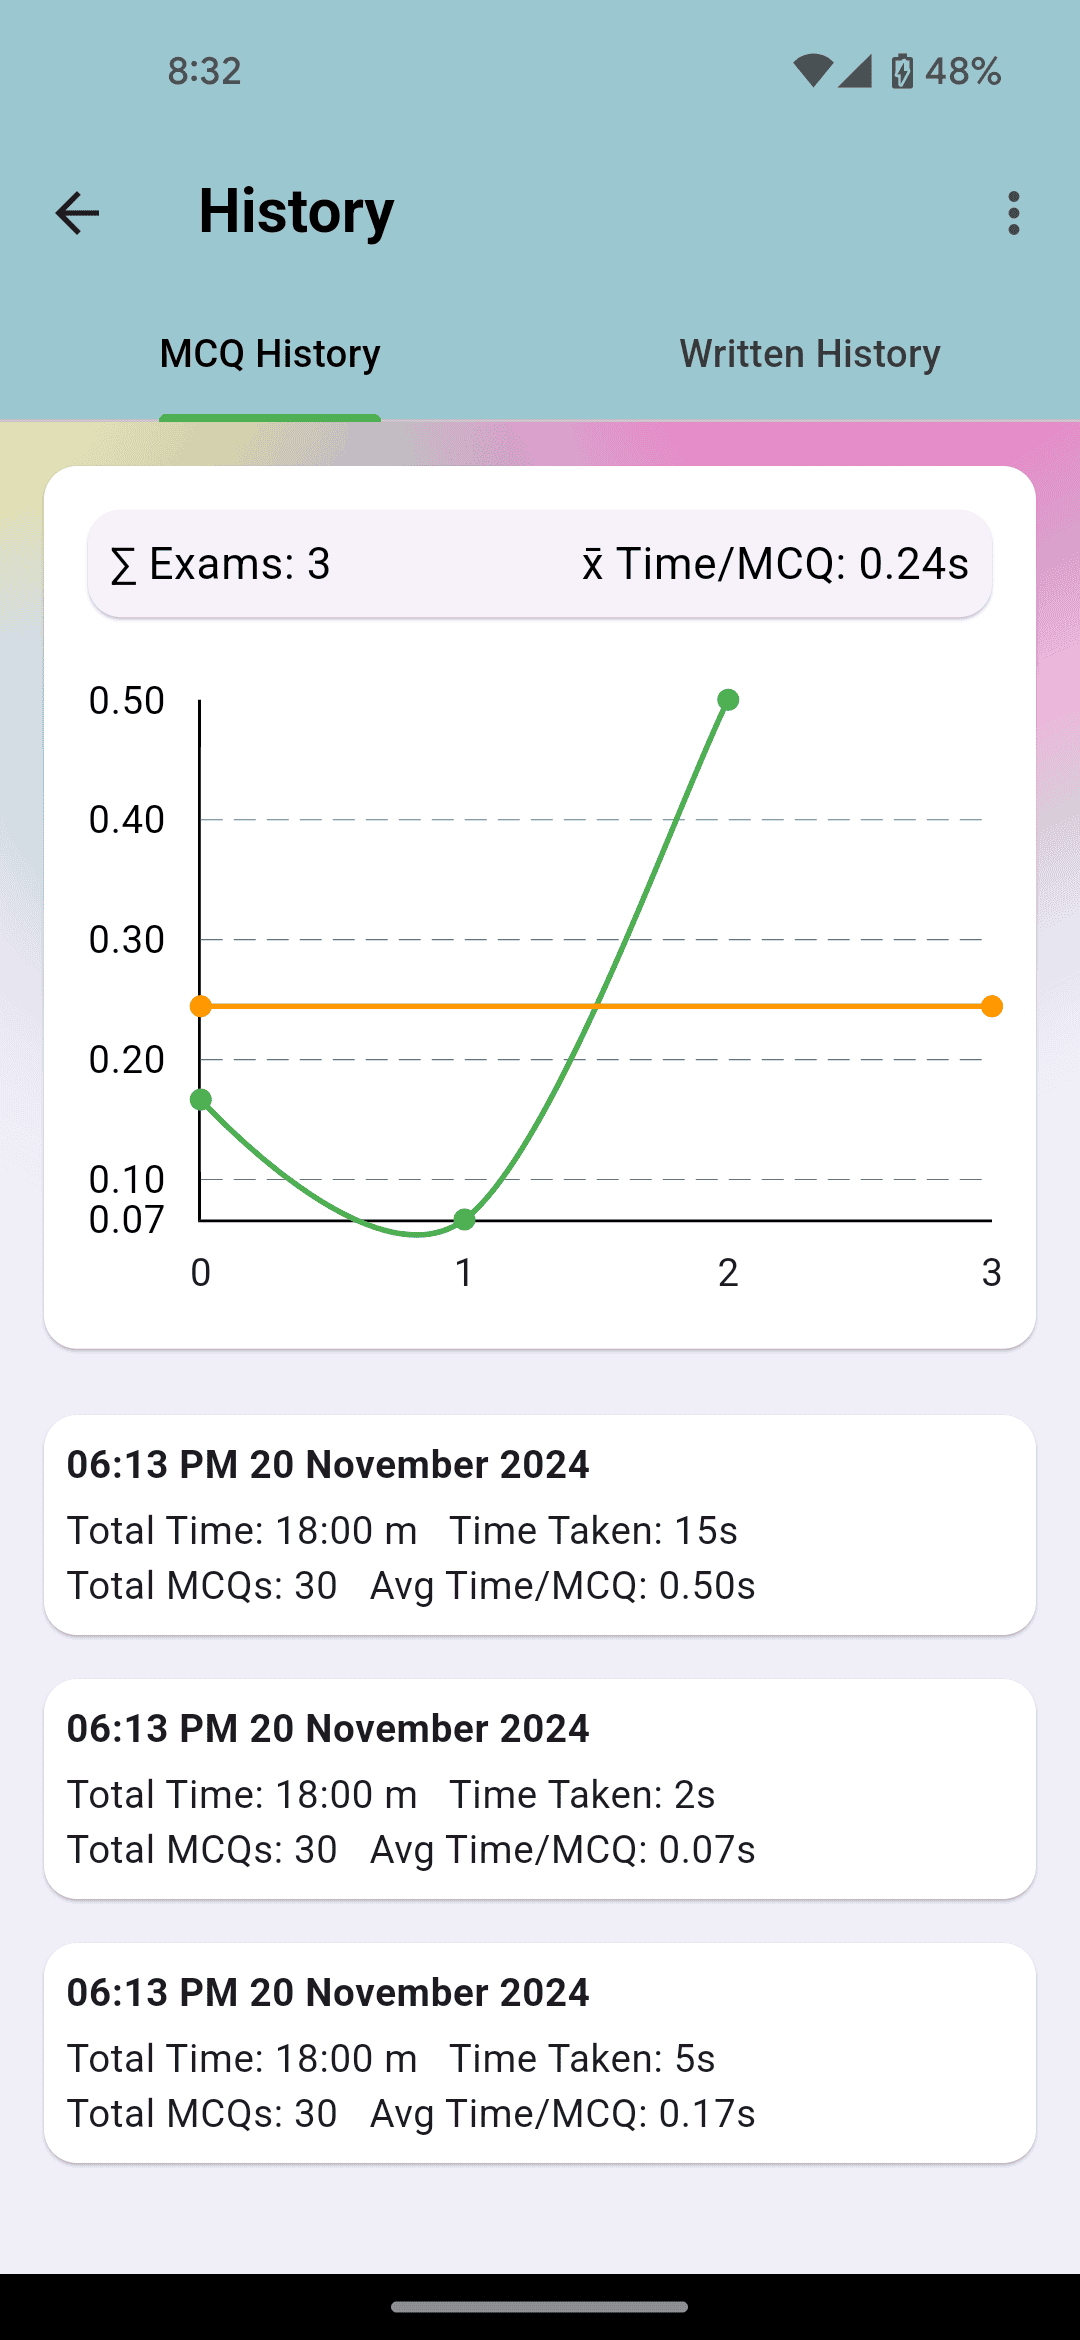 8:32 48%
History
MCQ History Written History
∑ Exams: 3 x̄ Time/MCQ: 0.24s
0.50
0.40
0.30
0.20
0.10
0.07
0 1 2 3
06:13 PM 20 November 2024
Total Time: 18:00 m Time Taken: 15s
Total MCQs: 30 Avg Time/MCQ: 0.50s
06:13 PM 20 November 2024
Total Time: 18:00 m Time Taken: 2s
Total MCQs: 30 Avg Time/MCQ: 0.07s
06:13 PM 20 November 2024
Total Time: 18:00 m Time Taken: 5s
Total MCQs: 30 Avg Time/MCQ: 0.17s